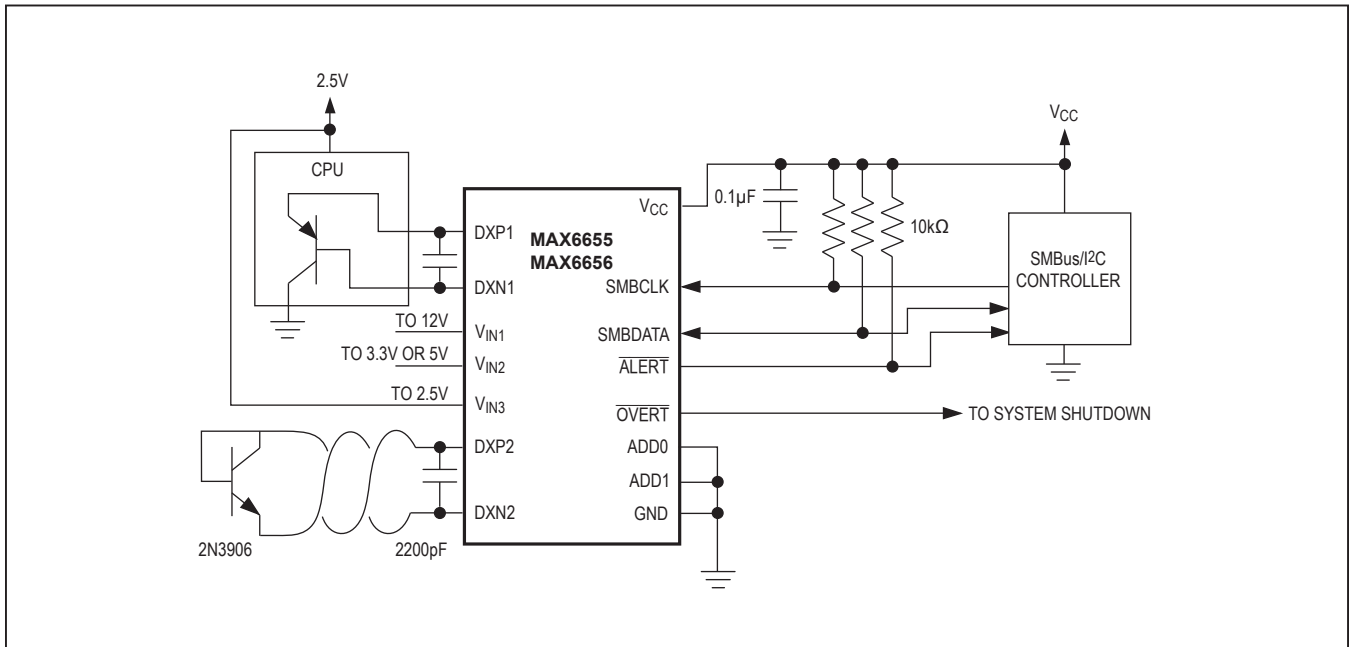 2.5V
CPU
TO 12V
TO 3.3V OR 5V
TO 2.5V
2N3906
2200pF
DXP1
DXN1
VIN1
VIN2
VIN3
DXP2
DXN2
MAX6655
MAX6656
VCC
SMBCLK
SMBDATA
ALERT
OVERT
ADD0
ADD1
GND
0.1µF
10kΩ
VCC
SMBus/I2C
CONTROLLER
TO SYSTEM SHUTDOWN